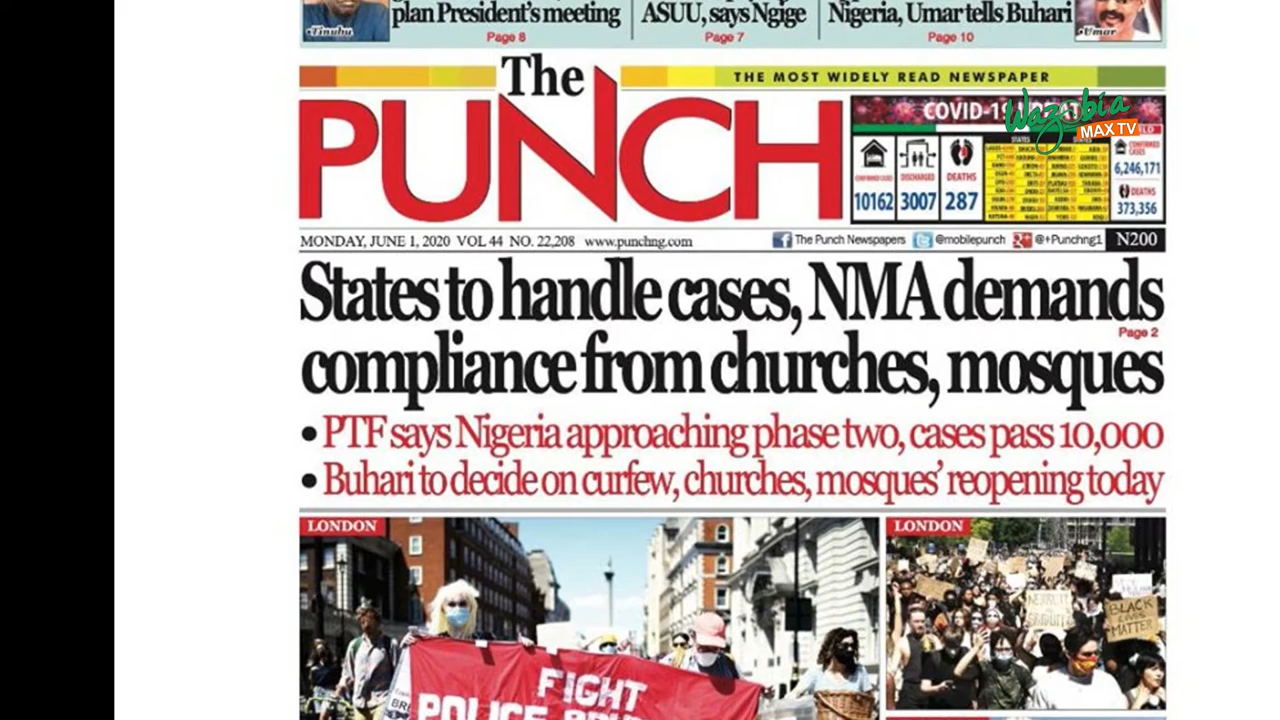 plan President's meeting
Page 8
ASUU, says Ngige
Page 7
Nigeria, Umar tells Buhari
Page 10
Tinubu
Umar
The
PUNCH
THE MOST WIDELY READ NEWSPAPER
COVID-19
Wazobia
MAX TV
CONFIRMED CASES
10162
DISCHARGED
3007
DEATHS
287
STATES
CONFIRMED CASES
6,246,171
DEATHS
373,356
MONDAY, JUNE 1, 2020 VOL 44 NO. 22,208 www.punchng.com
The Punch Newspapers
@mobilepunch
@+Punchng1
N200
States to handle cases, NMA demands
Page 2
compliance from churches, mosques
• PTF says Nigeria approaching phase two, cases pass 10,000
• Buhari to decide on curfew, churches, mosques' reopening today
LONDON
LONDON
FIGHT
POLICE
BLACK
LIVES
MATTER